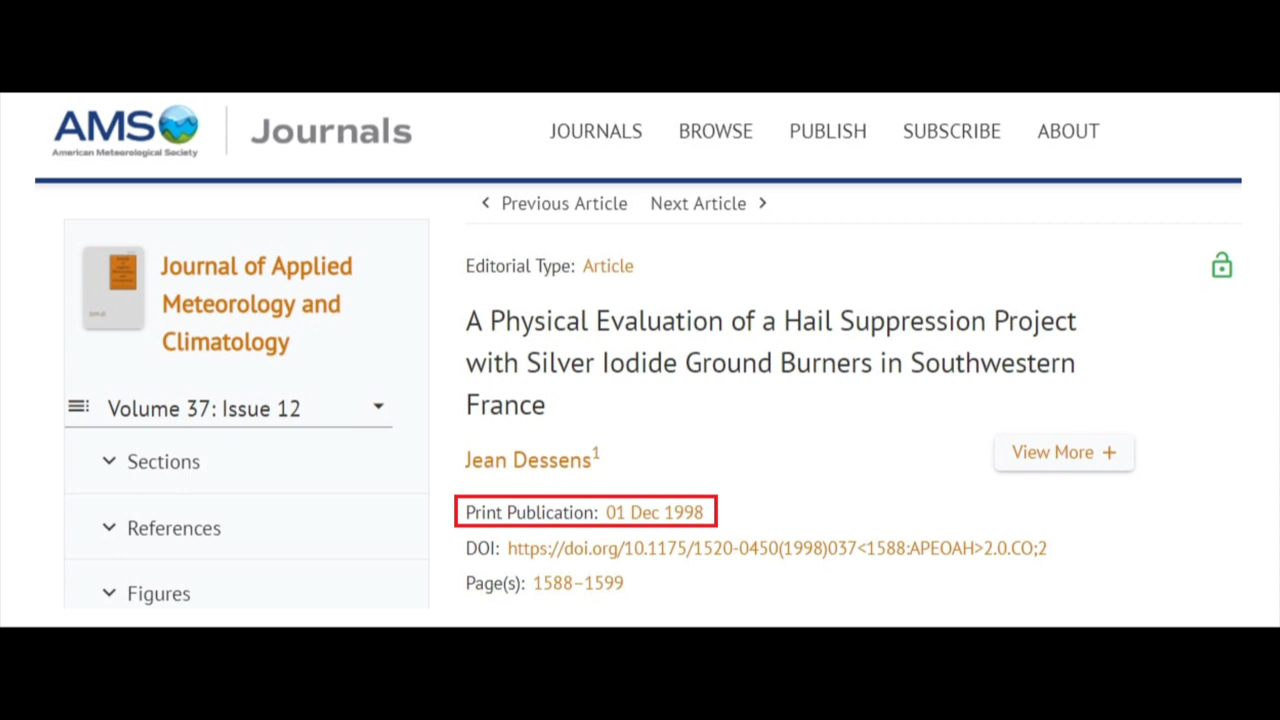 AMS
American Meteorological Society
Journals
JOURNALS BROWSE PUBLISH SUBSCRIBE ABOUT
Previous Article Next Article
Journal of Applied
Meteorology and
Climatology
Volume 37: Issue 12
Sections
References
Figures
Editorial Type: Article
A Physical Evaluation of a Hail Suppression Project
with Silver Iodide Ground Burners in Southwestern
France
Jean Dessens1
View More +
Print Publication: 01 Dec 1998
DOI: https://doi.org/10.1175/1520-0450(1998)037<1588:APEOAH>2.0.CO;2
Page(s): 1588–1599